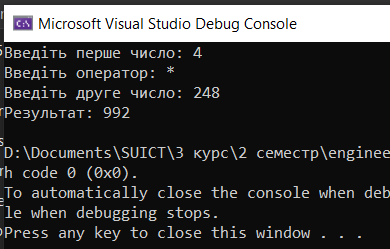 Microsoft Visual Studio Debug Console
Введіть перше число: 4
Введіть оператор: *
Введіть друге число: 248
Результат: 992
D:\Documents\SUICT\3 курс\2 семестр\enginee
h code 0 (0x0).
To automatically close the console when deb
le when debugging stops.
Press any key to close this window . . .